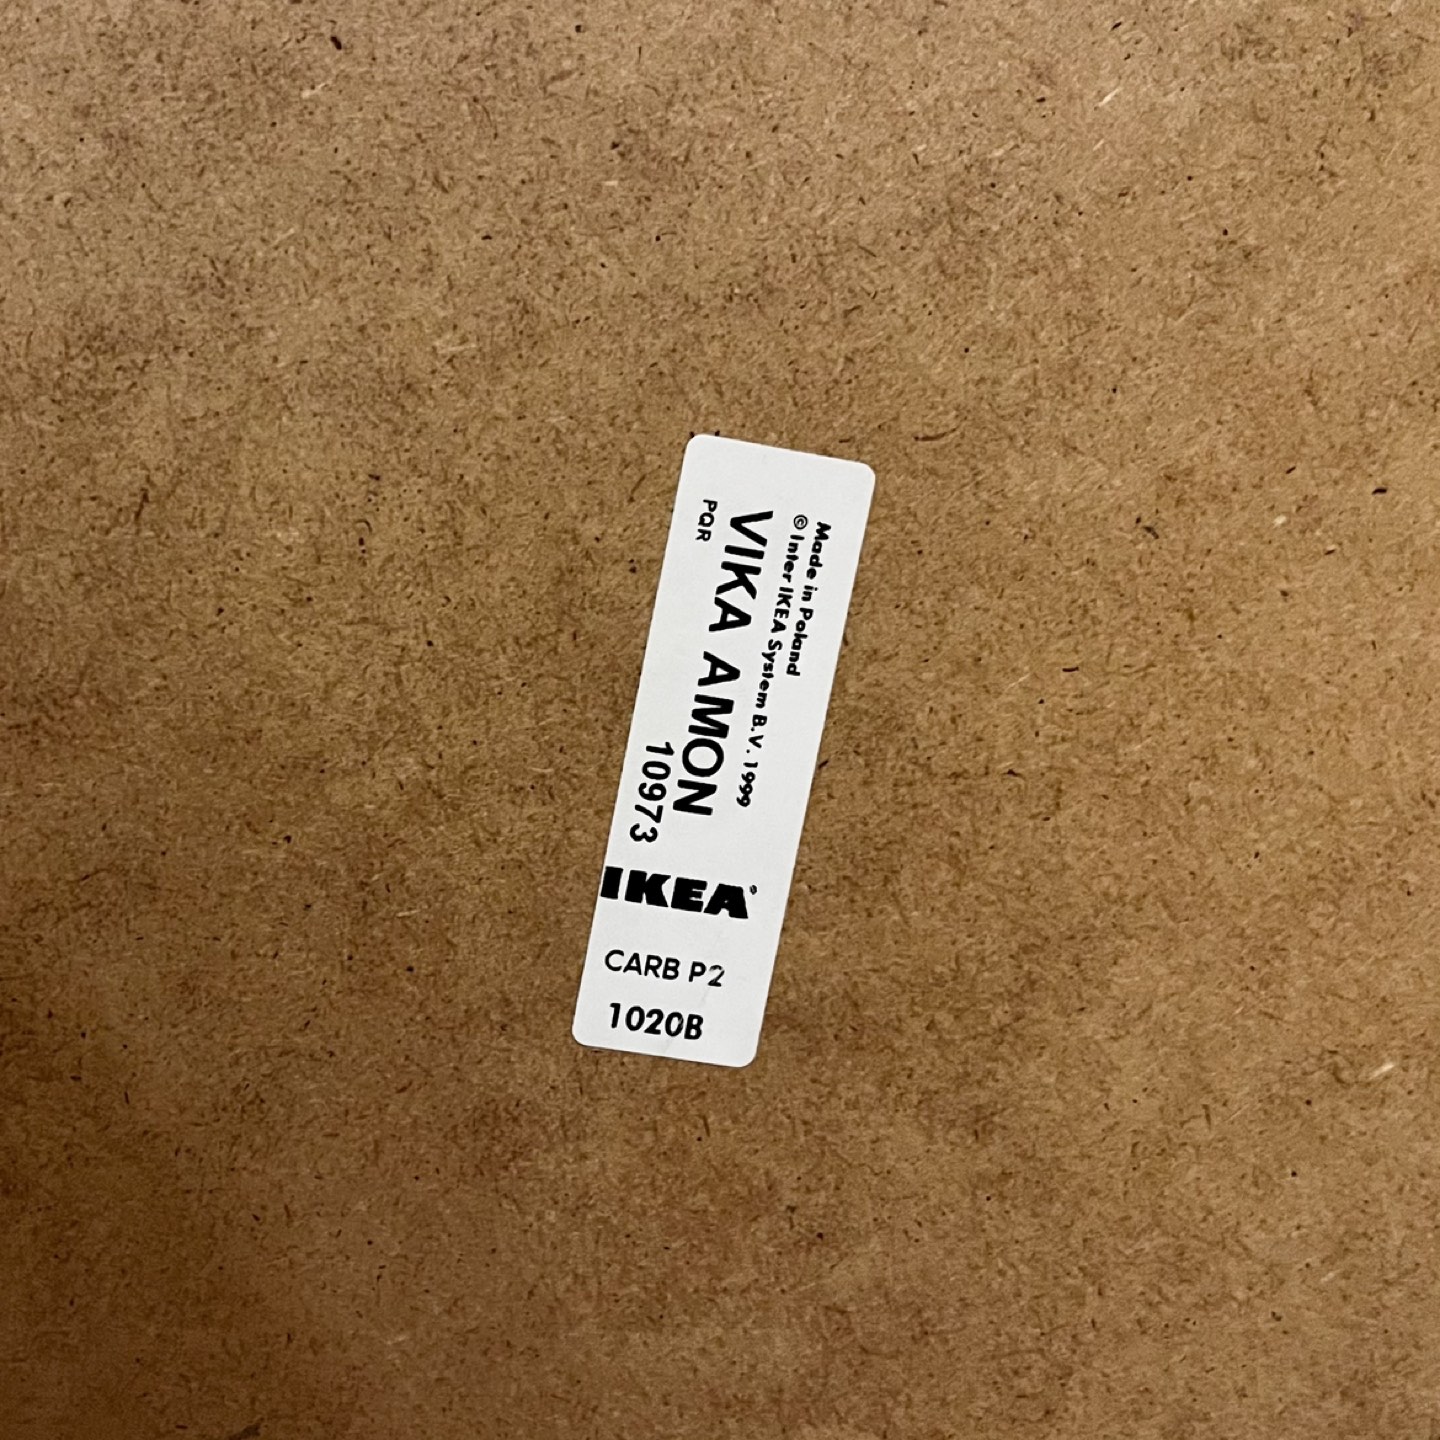 Made in Poland
© Inter IKEA System B.V. 1999
VIKA AMON
PQR
10973
IKEA®
CARB P2
1020B